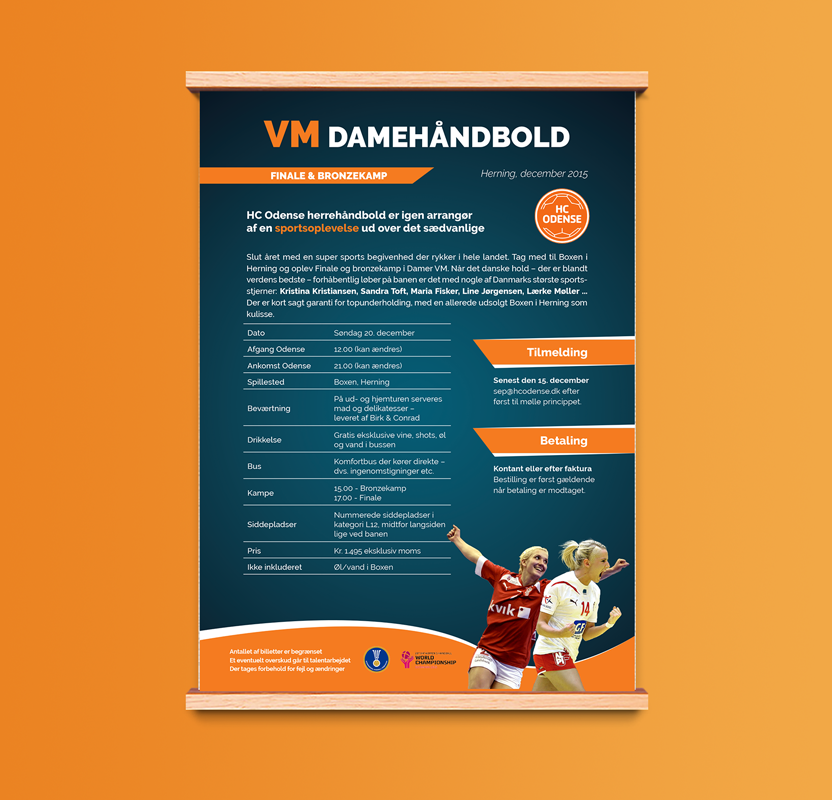 VM DAMEHÅNDBOLD
FINALE & BRONZEKAMP
Herning, december 2015
HC
ODENSE
HC Odense herrehåndbold er igen arrangør
af en sportsoplevelse ud over det sædvanlige
Slut året med en super sports begivenhed der rykker i hele landet. Tag med til Boxen i
Herning og oplev Finale og bronzekamp i Damer VM. Når det danske hold – der er blandt
verdens bedste – forhåbentlig løber på banen er det med nogle af Danmarks største sports-
stjerner: Kristina Kristiansen, Sandra Toft, Maria Fisker, Line Jørgensen, Lærke Møller ...
Der er kort sagt garanti for topunderholding, med en allerede udsolgt Boxen i Herning som
kulisse.
Dato Søndag 20. december
Afgang Odense 12.00 (kan ændres)
Ankomst Odense 21.00 (kan ændres)
Spillested Boxen, Herning
Beværtning På ud- og hjemturen serveres
mad og delikatesser –
leveret af Birk & Conrad
Drikkelse Gratis eksklusive vine, shots, øl
og vand i bussen
Bus Komfortbus der kører direkte –
dvs. ingenomstigninger etc.
Kampe 15.00 - Bronzekamp
17.00 - Finale
Siddepladser Nummerede siddepladser i
kategori L12, midtfor langsiden
lige ved banen
Pris Kr. 1.495 eksklusiv moms
Ikke inkluderet Øl/vand i Boxen
Tilmelding
Senest den 15. december
sep@hcodense.dk efter
først til mølle princippet.
Betaling
Kontant eller efter faktura
Bestilling er først gældende
når betaling er modtaget.
kvik
14
Antallet af billetter er begrænset
Et eventuelt overskud går til talentarbejdet
Der tages forbehold for fejl og ændringer
WORLD
CHAMPIONSHIP